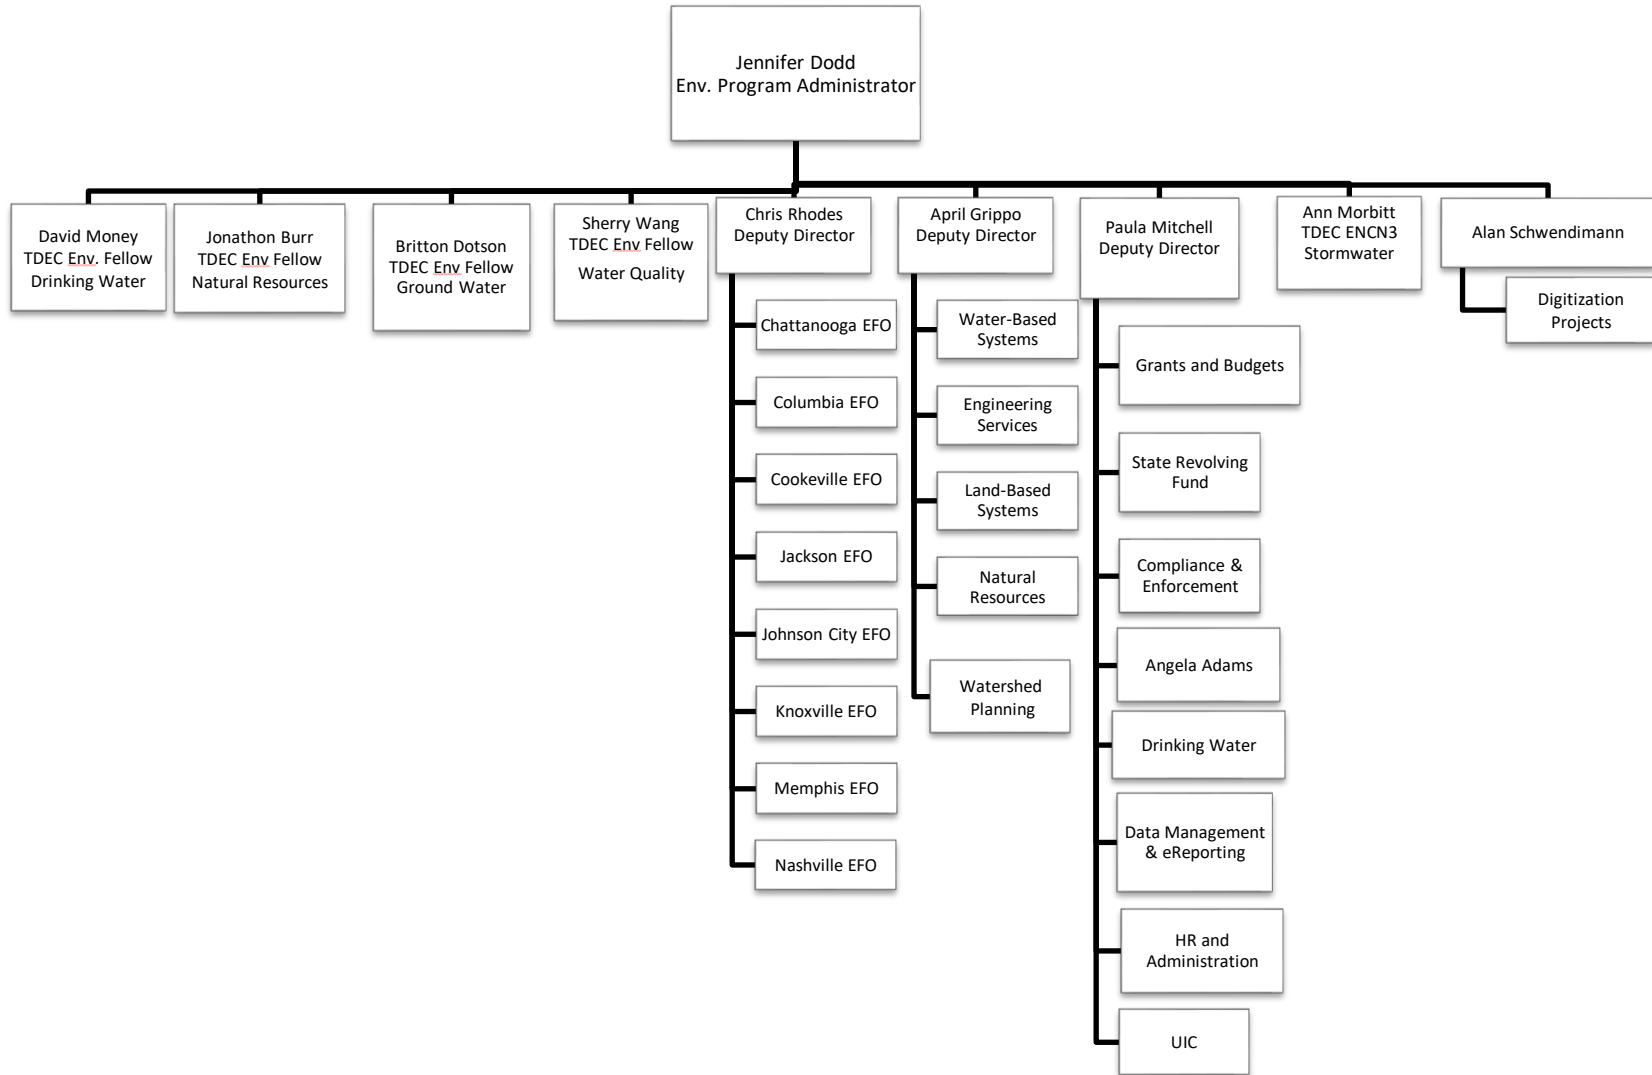 Jennifer Dodd
Env. Program Administrator
David Money
TDEC Env. Fellow
Drinking Water
Jonathon Burr
TDEC Env Fellow
Natural Resources
Britton Dotson
TDEC Env Fellow
Ground Water
Sherry Wang
TDEC Env Fellow
Water Quality
Chris Rhodes
Deputy Director
Chattanooga EFO
Columbia EFO
Cookeville EFO
Jackson EFO
Johnson City EFO
Knoxville EFO
Memphis EFO
Nashville EFO
April Grippo
Deputy Director
Water-Based
Systems
Engineering
Services
Land-Based
Systems
Natural
Resources
Watershed
Planning
Paula Mitchell
Deputy Director
Grants and Budgets
State Revolving
Fund
Compliance &
Enforcement
Angela Adams
Drinking Water
Data Management
& eReporting
HR and
Administration
UIC
Ann Morbitt
TDEC ENCN3
Stormwater
Alan Schwendimann
Digitization
Projects